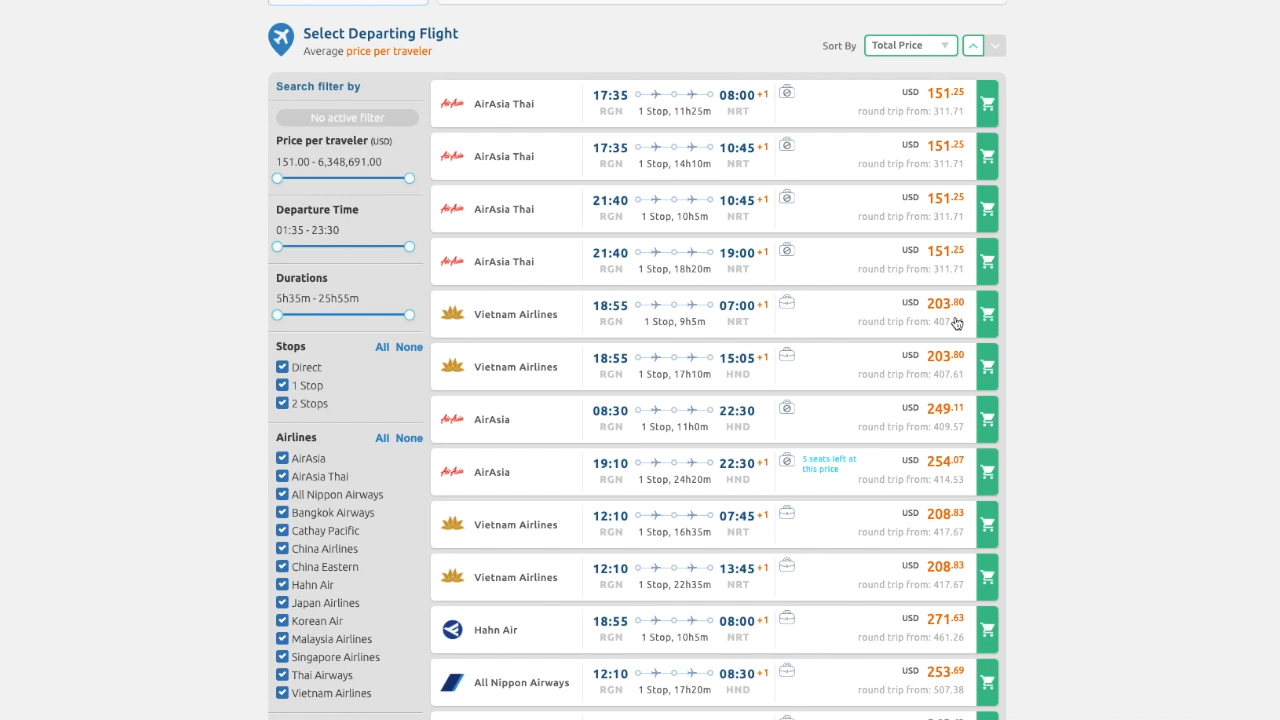 Select Departing Flight
Average price per traveler
Sort By Total Price
Search filter by
No active filter
Price per traveler (USD)
151.00 - 6,348,691.00
Departure Time
01:35 - 23:30
Durations
5h35m - 25h55m
Stops All None
Direct
1 Stop
2 Stops
Airlines All None
AirAsia
AirAsia Thai
All Nippon Airways
Bangkok Airways
Cathay Pacific
China Airlines
China Eastern
Hahn Air
Japan Airlines
Korean Air
Malaysia Airlines
Singapore Airlines
Thai Airways
Vietnam Airlines
AirAsia AirAsia Thai 17:35 08:00 +1 USD 151.25
RGN 1 Stop, 11h25m NRT round trip from: 311.71
AirAsia AirAsia Thai 17:35 10:45 +1 USD 151.25
RGN 1 Stop, 14h10m NRT round trip from: 311.71
AirAsia AirAsia Thai 21:40 10:45 +1 USD 151.25
RGN 1 Stop, 10h5m NRT round trip from: 311.71
AirAsia AirAsia Thai 21:40 19:00 +1 USD 151.25
RGN 1 Stop, 18h20m NRT round trip from: 311.71
Vietnam Airlines 18:55 07:00 +1 USD 203.80
RGN 1 Stop, 9h5m NRT round trip from: 407
Vietnam Airlines 18:55 15:05 +1 USD 203.80
RGN 1 Stop, 17h10m HND round trip from: 407.61
AirAsia AirAsia 08:30 22:30 USD 249.11
RGN 1 Stop, 11h0m HND round trip from: 409.57
AirAsia AirAsia 19:10 22:30 +1 5 seats left at this price USD 254.07
RGN 1 Stop, 24h20m HND round trip from: 414.53
Vietnam Airlines 12:10 07:45 +1 USD 208.83
RGN 1 Stop, 16h35m NRT round trip from: 417.67
Vietnam Airlines 12:10 13:45 +1 USD 208.83
RGN 1 Stop, 22h35m NRT round trip from: 417.67
Hahn Air 18:55 08:00 +1 USD 271.63
RGN 1 Stop, 10h5m NRT round trip from: 461.26
All Nippon Airways 12:10 08:30 +1 USD 253.69
RGN 1 Stop, 17h20m HND round trip from: 507.38